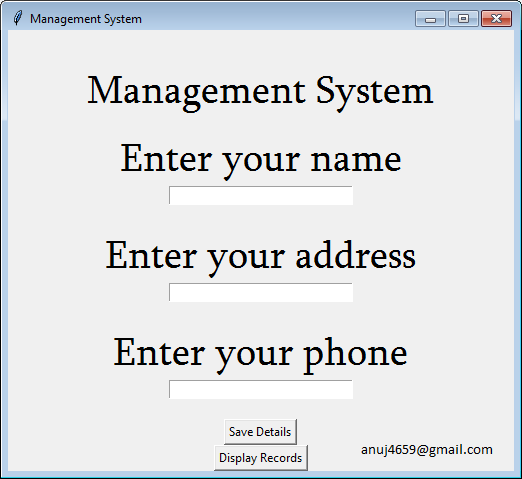 Management System
Management System
Enter your name
Enter your address
Enter your phone
Save Details
Display Records
anuj4659@gmail.com